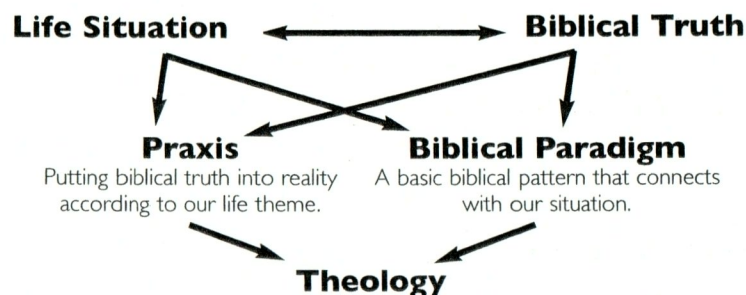 Life Situation
Biblical Truth
Praxis
Putting biblical truth into reality
according to our life theme.
Biblical Paradigm
A basic biblical pattern that connects
with our situation.
Theology